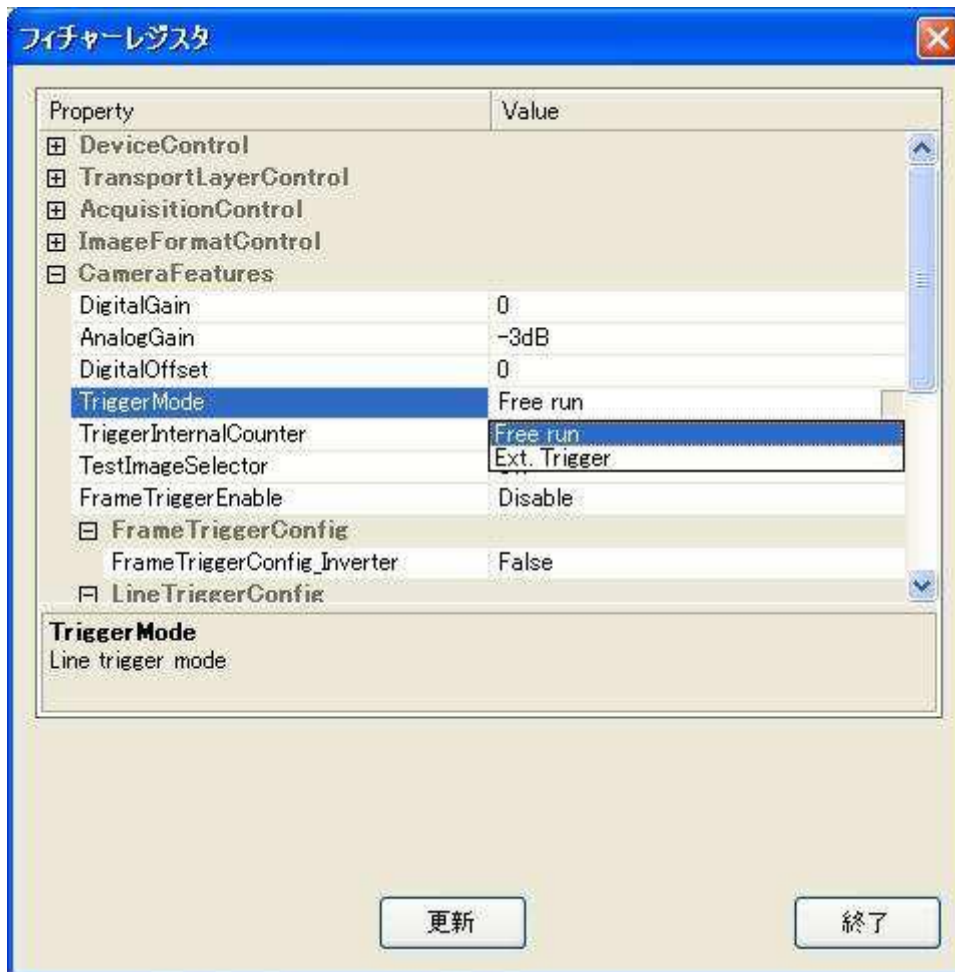 フィチャーレジスタ
Property Value
DeviceControl
TransportLayerControl
AcquisitionControl
ImageFormatControl
CameraFeatures
DigitalGain 0
AnalogGain -3dB
DigitalOffset 0
TriggerMode Free run
TriggerInternalCounter Free run
Ext. Trigger
TestImageSelector
FrameTriggerEnable Disable
FrameTriggerConfig
FrameTriggerConfig_Inverter False
LineTriggerConfig
TriggerMode
Line trigger mode
更新 終了